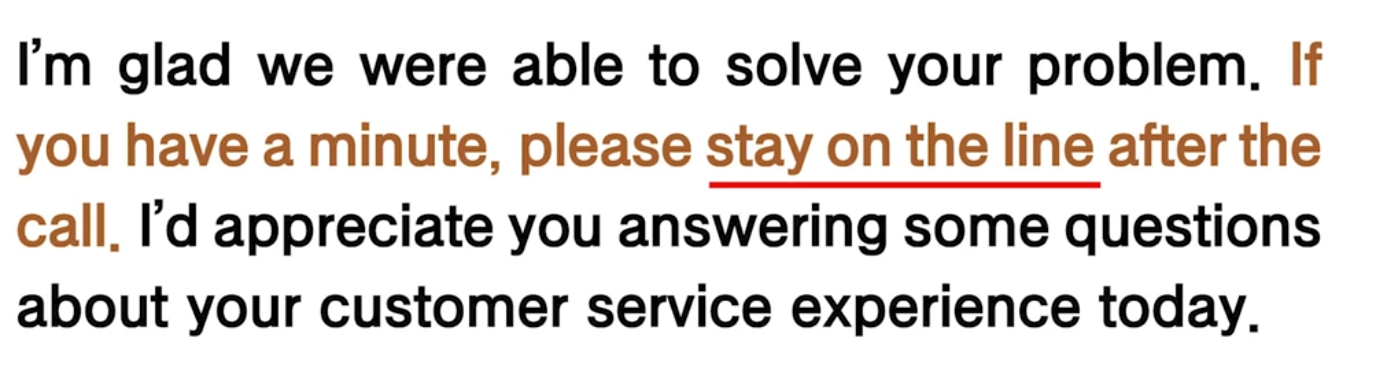 I’m glad we were able to solve your problem. If
you have a minute, please stay on the line after the
call. I’d appreciate you answering some questions
about your customer service experience today.